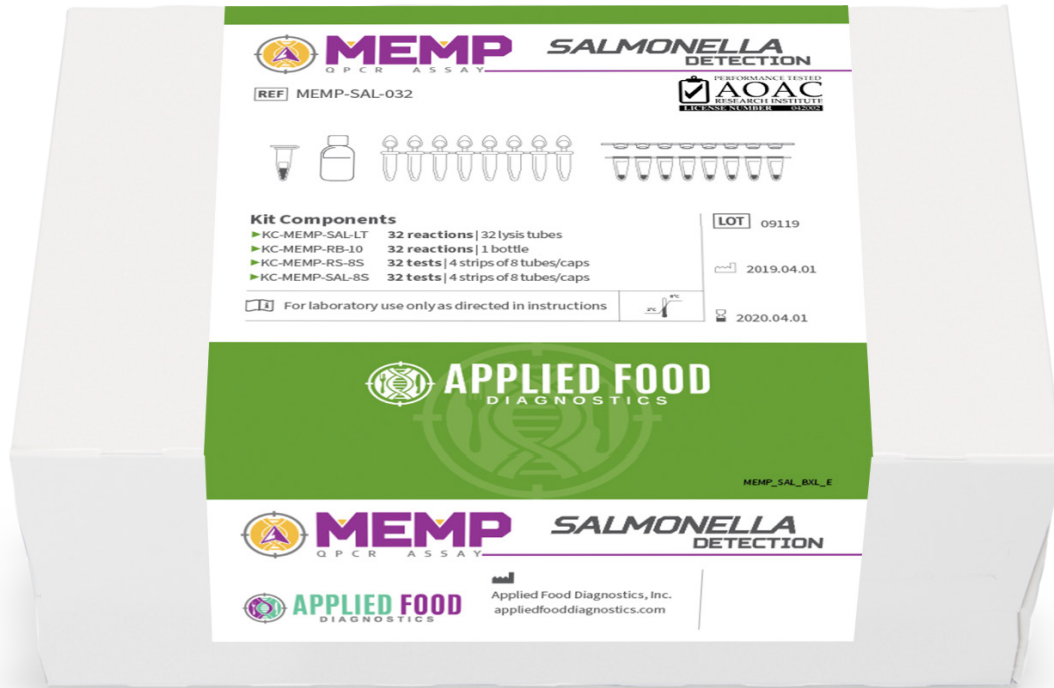 MEMP
QPCR ASSAY
SALMONELLA
DETECTION
REF MEMP-SAL-032
PERFORMANCE TESTED
AOAC
RESEARCH INSTITUTE
LICENSE NUMBER 042002
Kit Components
►KC-MEMP-SAL-LT 32 reactions | 32 lysis tubes
►KC-MEMP-RB-10 32 reactions | 1 bottle
►KC-MEMP-RS-8S 32 tests | 4 strips of 8 tubes/caps
►KC-MEMP-SAL-8S 32 tests | 4 strips of 8 tubes/caps
LOT 09119
2019.04.01
2020.04.01
i For laboratory use only as directed in instructions
2°C 8°C
APPLIED FOOD
DIAGNOSTICS
MEMP_SAL_BXL_E
MEMP
QPCR ASSAY
SALMONELLA
DETECTION
APPLIED FOOD
DIAGNOSTICS
Applied Food Diagnostics, Inc.
appliedfooddiagnostics.com